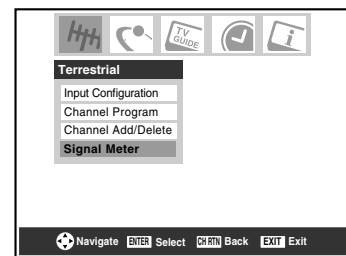 TV
GUIDE
i
Terrestrial
Input Configuration
Channel Program
Channel Add/Delete
Signal Meter
Navigate ENTER Select CH RTN Back EXIT Exit